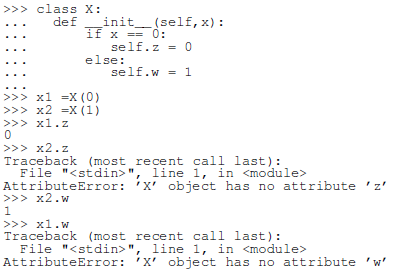 >>> class X:
...   def __init__(self,x):
...      if x == 0:
...         self.z = 0
...      else:
...         self.w = 1
...
>>> x1 =X(0)
>>> x2 =X(1)
>>> x1.z
0
>>> x2.z
Traceback (most recent call last):
  File "<stdin>", line 1, in <module>
AttributeError: ’X’ object has no attribute ’z’
>>> x2.w
1
>>> x1.w
Traceback (most recent call last):
  File "<stdin>", line 1, in <module>
AttributeError: ’X’ object has no attribute ’w’